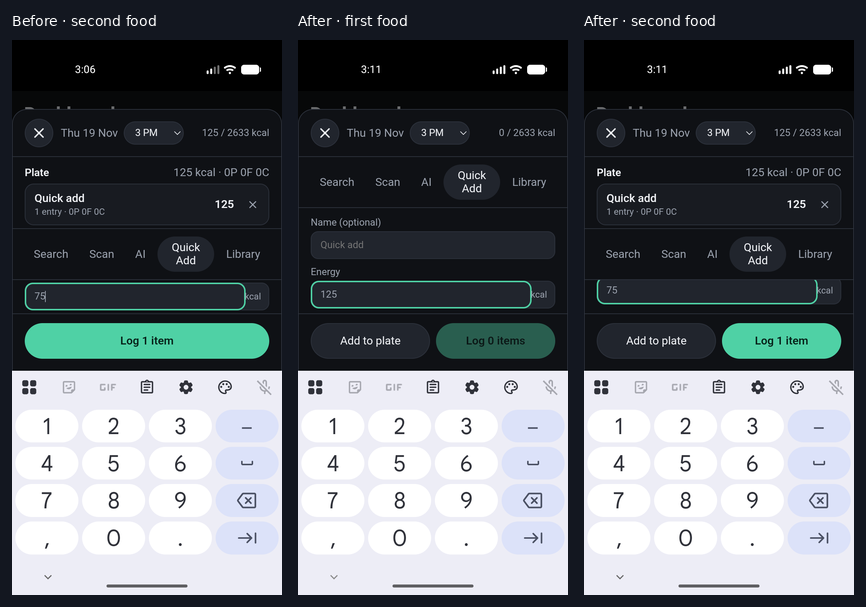 Before · second food
3:06
Thu 19 Nov
3 PM
125 / 2633 kcal
Plate
125 kcal · 0P 0F 0C
Quick add
1 entry · 0P 0F 0C
125
Search
Scan
AI
Quick Add
Library
75
kcal
Log 1 item
GIF
1 2 3 –
4 5 6
7 8 9
, 0 .
After · first food
3:11
Thu 19 Nov
3 PM
0 / 2633 kcal
Search
Scan
AI
Quick Add
Library
Name (optional)
Quick add
Energy
125
kcal
Add to plate
Log 0 items
GIF
1 2 3 –
4 5 6
7 8 9
, 0 .
After · second food
3:11
Thu 19 Nov
3 PM
125 / 2633 kcal
Plate
125 kcal · 0P 0F 0C
Quick add
1 entry · 0P 0F 0C
125
Search
Scan
AI
Quick Add
Library
75
kcal
Add to plate
Log 1 item
GIF
1 2 3 –
4 5 6
7 8 9
, 0 .